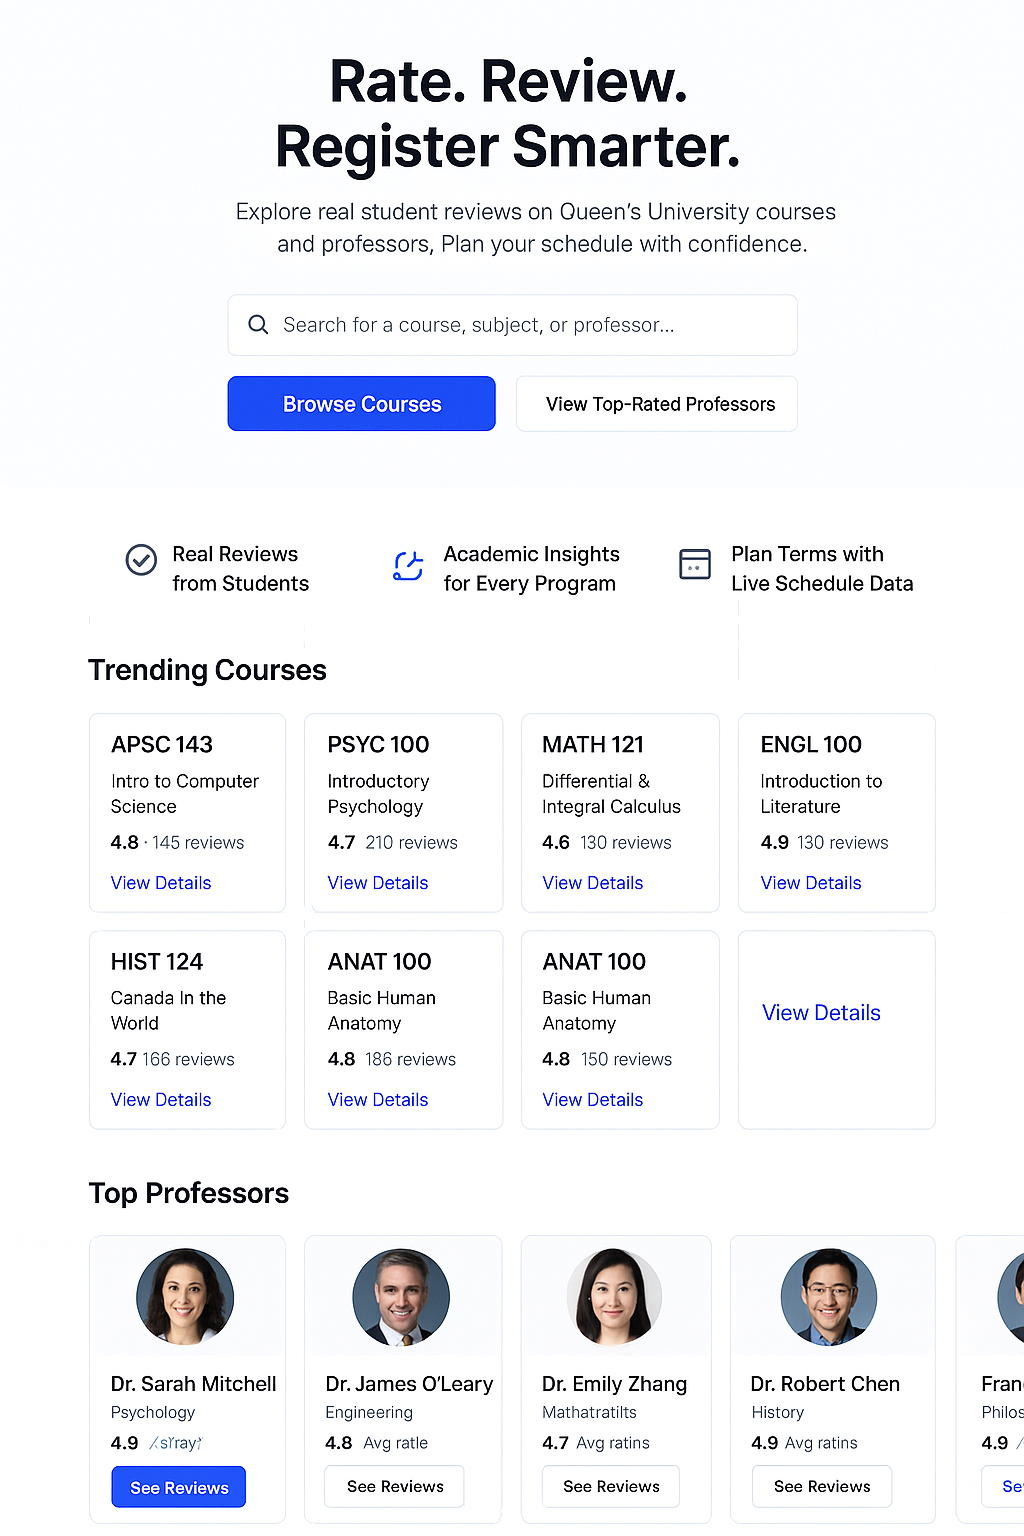 Rate. Review.
Register Smarter.
Explore real student reviews on Queen's University courses
and professors, Plan your schedule with confidence.
Search for a course, subject, or professor...
Browse Courses
View Top-Rated Professors
Real Reviews
from Students
Academic Insights
for Every Program
Plan Terms with
Live Schedule Data
Trending Courses
APSC 143
Intro to Computer
Science
4.8 · 145 reviews
View Details
PSYC 100
Introductory
Psychology
4.7 210 reviews
View Details
MATH 121
Differential &
Integral Calculus
4.6 130 reviews
View Details
ENGL 100
Introduction to
Literature
4.9 130 reviews
View Details
HIST 124
Canada In the
World
4.7 166 reviews
View Details
ANAT 100
Basic Human
Anatomy
4.8 186 reviews
View Details
ANAT 100
Basic Human
Anatomy
4.8 150 reviews
View Details
View Details
Top Professors
Dr. Sarah Mitchell
Psychology
4.9
See Reviews
Dr. James O'Leary
Engineering
4.8 Avg ratle
See Reviews
Dr. Emily Zhang
Mathatratilts
4.7 Avg ratins
See Reviews
Dr. Robert Chen
History
4.9 Avg ratins
See Reviews
Fran
Philos
4.9
Se